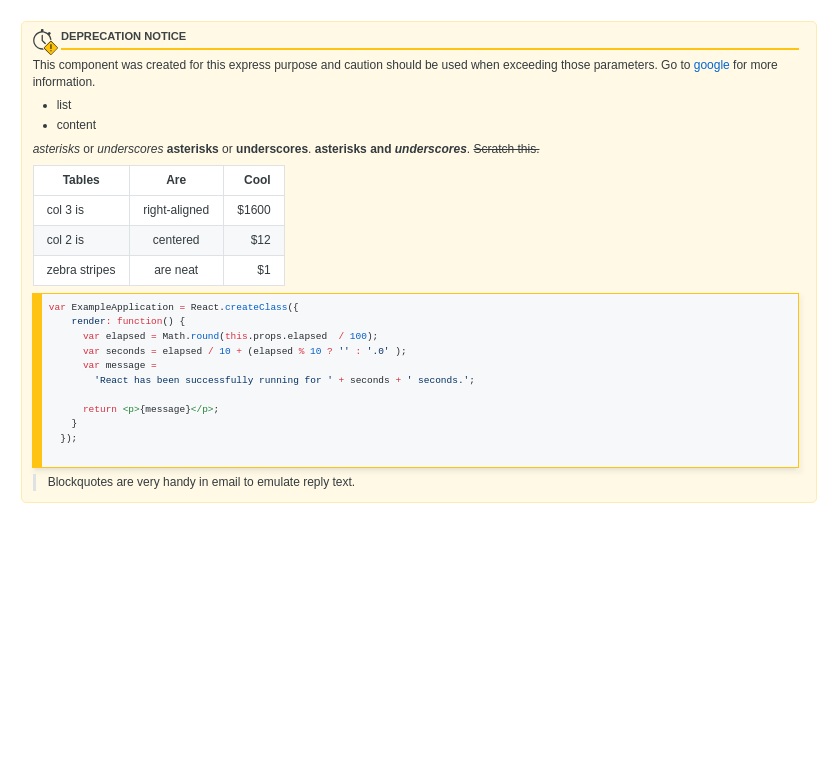 DEPRECATION NOTICE
This component was created for this express purpose and caution should be used when exceeding those parameters. Go to google for more
information.
• list
• content
asterisks or underscores asterisks or underscores. asterisks and underscores. Scratch this.
Tables Are Cool
col 3 is right-aligned $1600
col 2 is centered $12
zebra stripes are neat $1
var ExampleApplication = React.createClass({
    render: function() {
      var elapsed = Math.round(this.props.elapsed  / 100);
      var seconds = elapsed / 10 + (elapsed % 10 ? '' : '.0' );
      var message =
        'React has been successfully running for ' + seconds + ' seconds.';
      return <p>{message}</p>;
    }
  });
Blockquotes are very handy in email to emulate reply text.